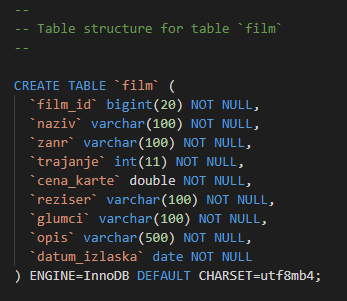 --
-- Table structure for table `film`
--
CREATE TABLE `film` (
`film_id` bigint(20) NOT NULL,
`naziv` varchar(100) NOT NULL,
`zanr` varchar(100) NOT NULL,
`trajanje` int(11) NOT NULL,
`cena_karte` double NOT NULL,
`reziser` varchar(100) NOT NULL,
`glumci` varchar(100) NOT NULL,
`opis` varchar(500) NOT NULL,
`datum_izlaska` date NOT NULL
) ENGINE=InnoDB DEFAULT CHARSET=utf8mb4;